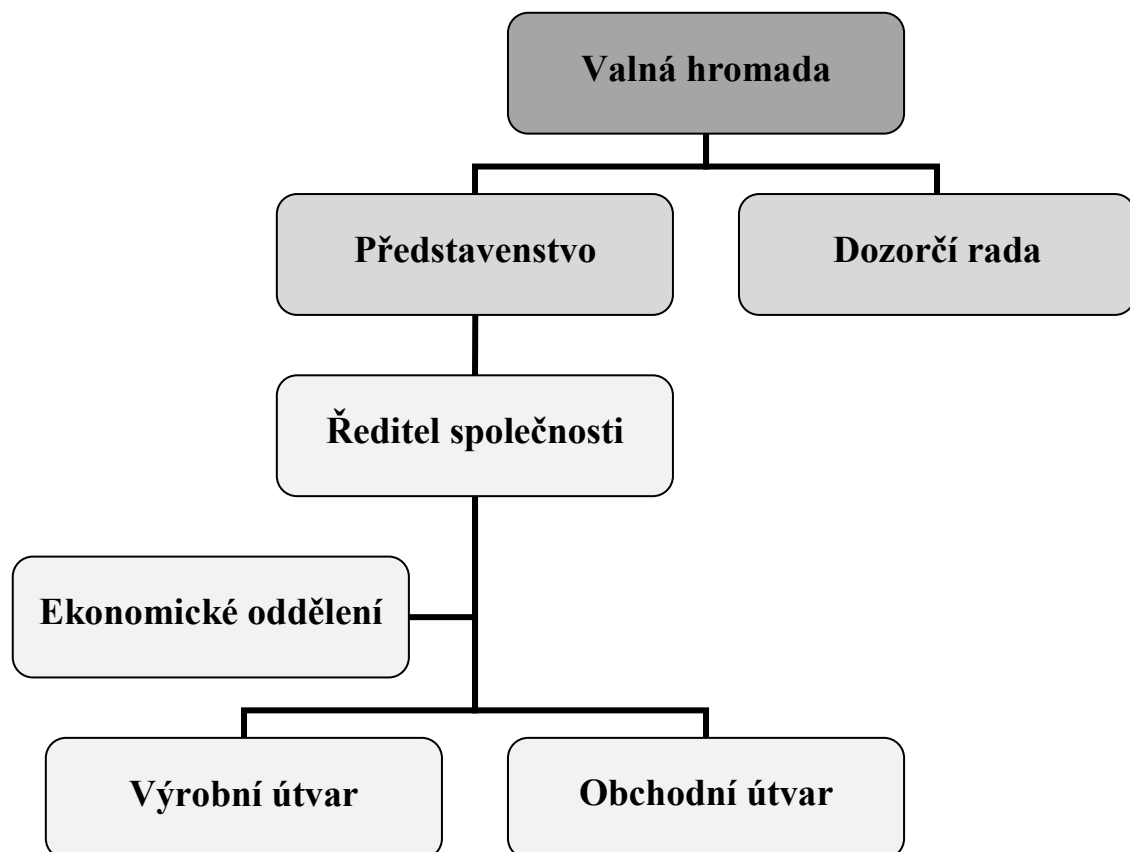 Valná hromada
Představenstvo
Dozorčí rada
Ředitel společnosti
Ekonomické oddělení
Výrobní útvar
Obchodní útvar